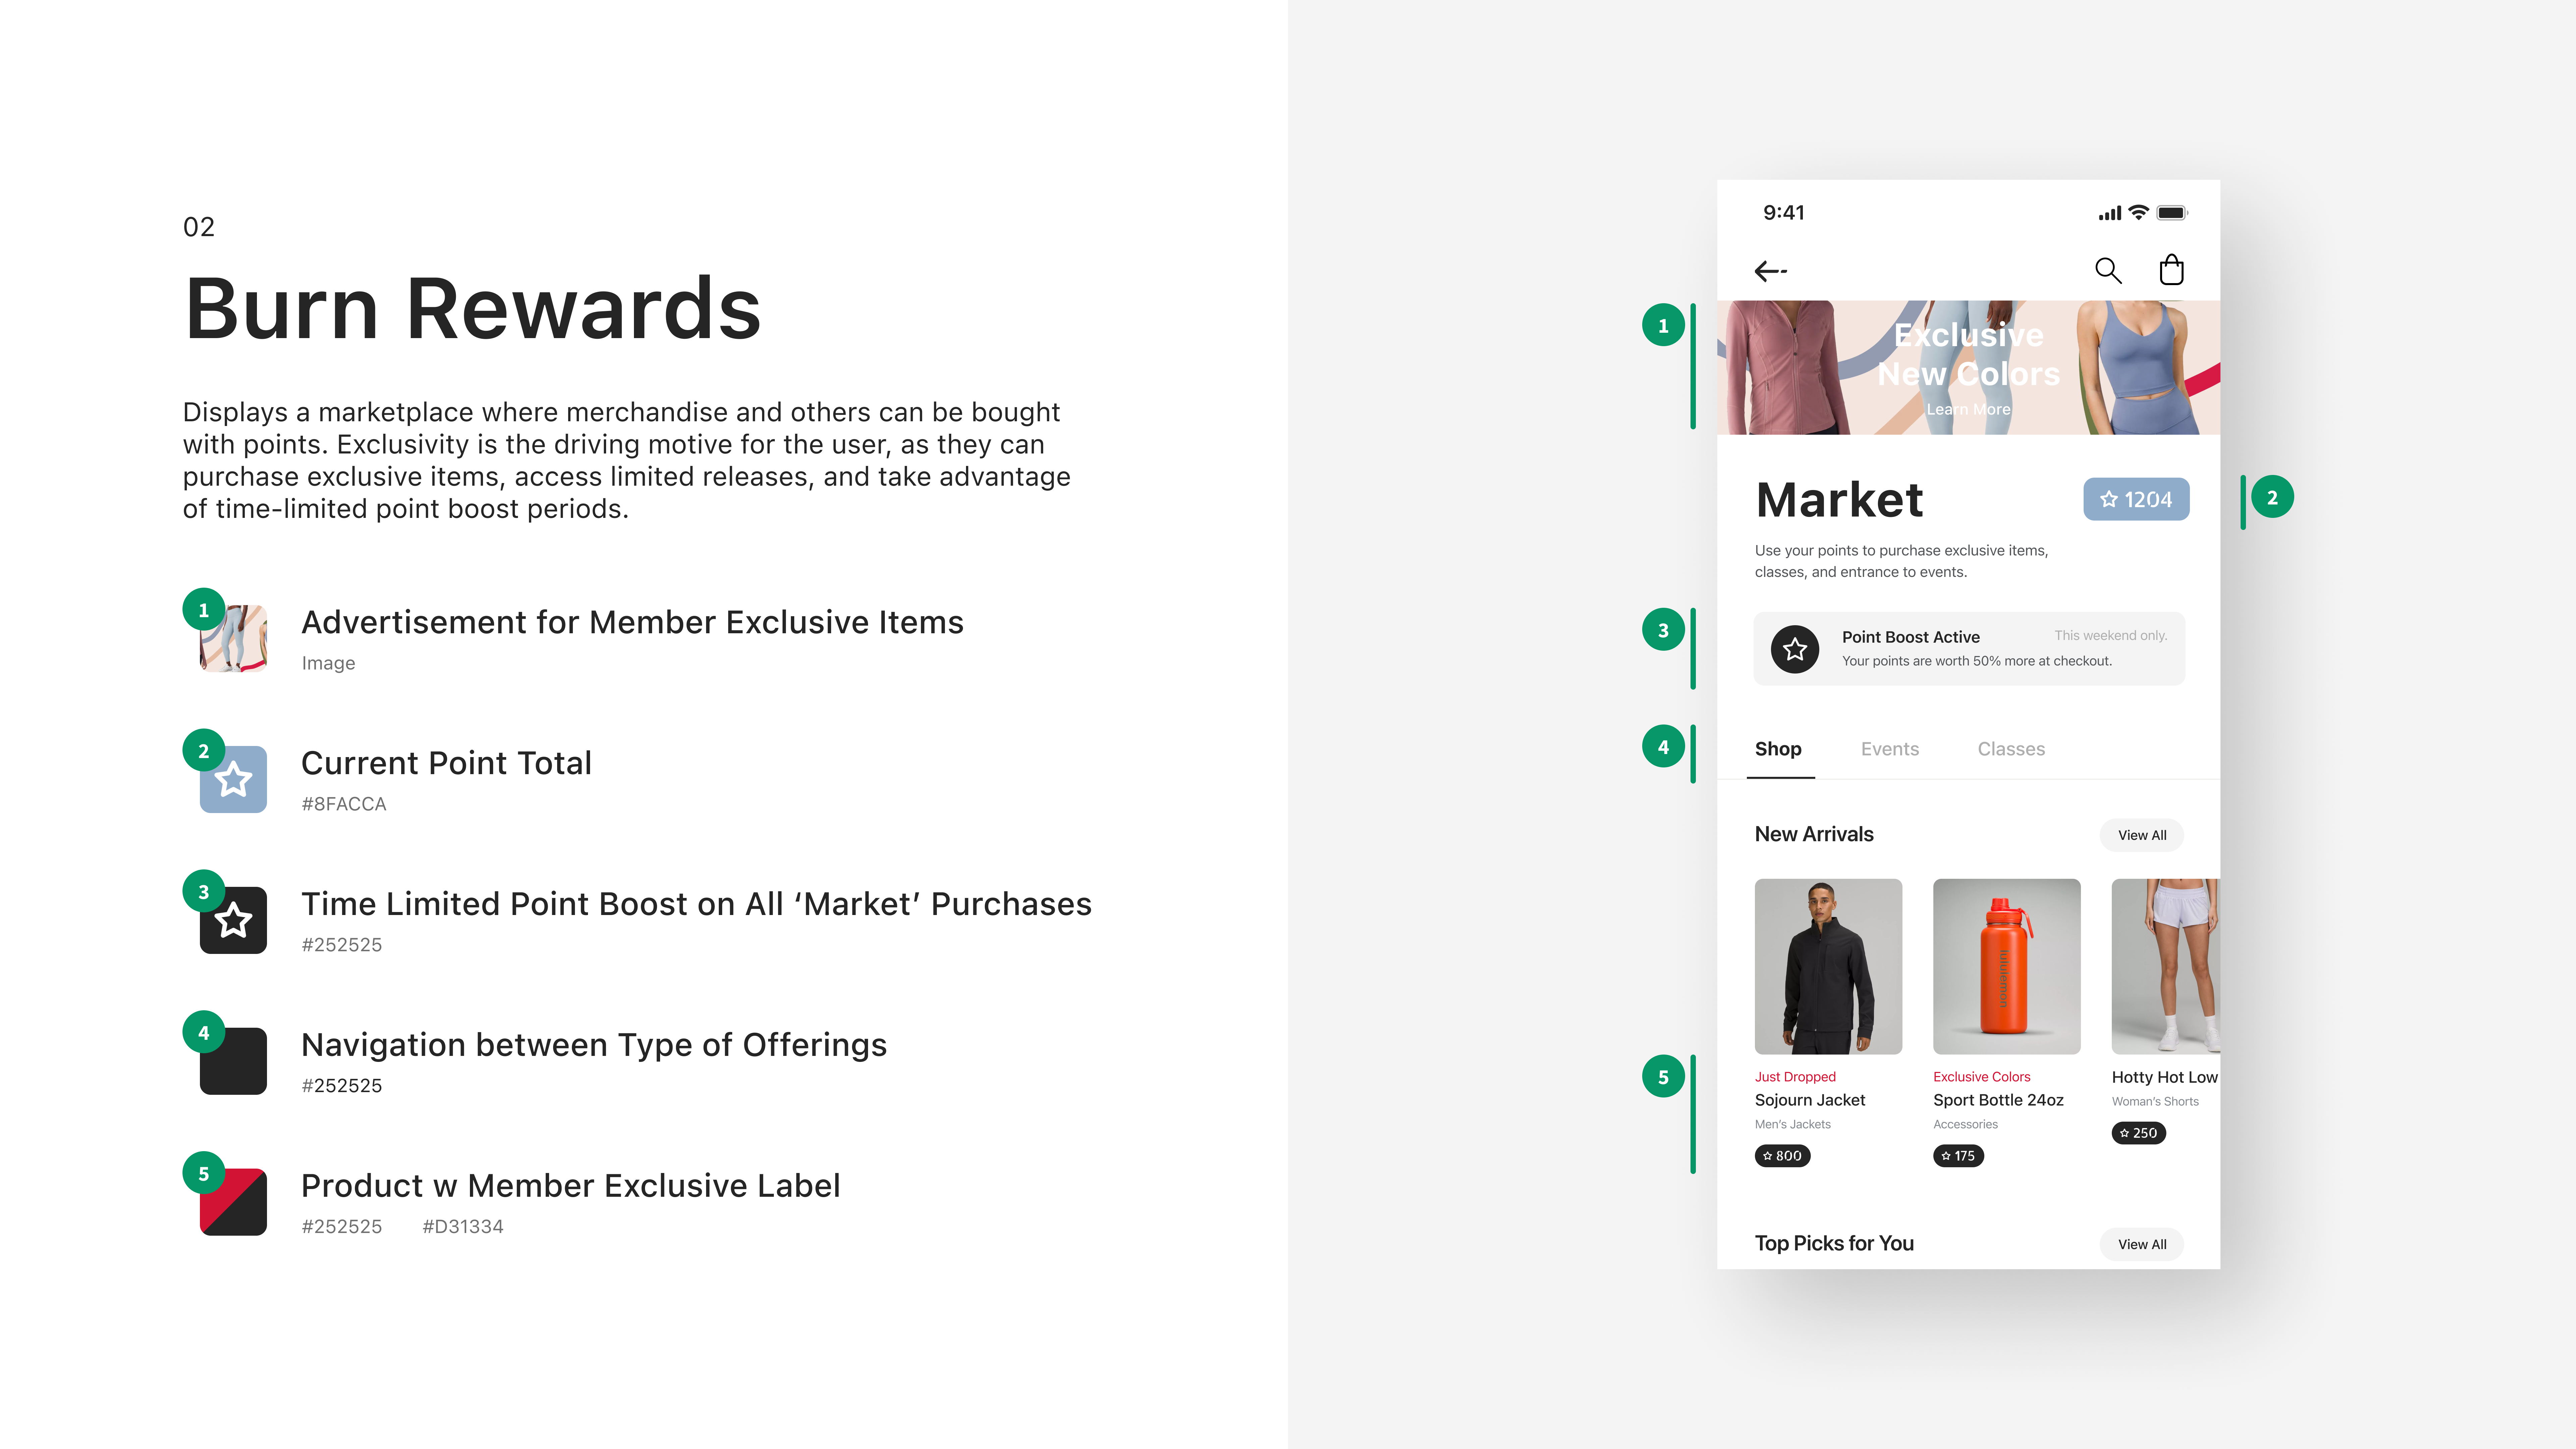 02
Burn Rewards
Displays a marketplace where merchandise and others can be bought
with points. Exclusivity is the driving motive for the user, as they can
purchase exclusive items, access limited releases, and take advantage
of time-limited point boost periods.
1
Advertisement for Member Exclusive Items
Image
2
Current Point Total
#8FACCA
3
Time Limited Point Boost on All ‘Market’ Purchases
#252525
4
Navigation between Type of Offerings
#252525
5
Product w Member Exclusive Label
#252525 #D31334
9:41
1
Exclusive
New Colors
Learn More
Market
1204
2
Use your points to purchase exclusive items,
classes, and entrance to events.
3
Point Boost Active
This weekend only.
Your points are worth 50% more at checkout.
4
Shop Events Classes
New Arrivals
View All
lululemon
5
Just Dropped
Sojourn Jacket
Men's Jackets
800
Exclusive Colors
Sport Bottle 24oz
Accessories
175
Hotty Hot Low
Woman's Shorts
250
Top Picks for You
View All